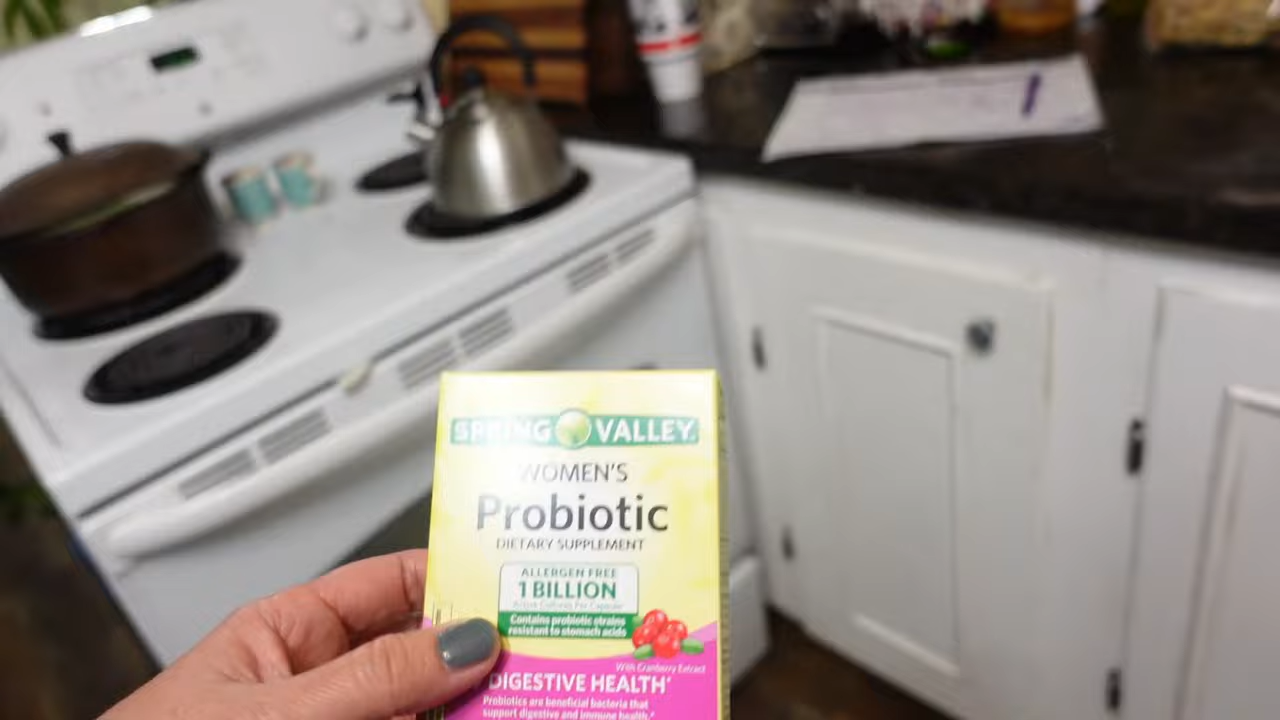 SPRING VALLEY.
WOMEN'S
Probiotic
DIETARY SUPPLEMENT
ALLERGEN FREE
1 BILLION
Active Cultures Per Capsule
Contains probiotic strains
resistant to stomach acids
With Cranberry Extract
DIGESTIVE HEALTH*
Probiotics are beneficial bacteria that
support digestive and immune health.*